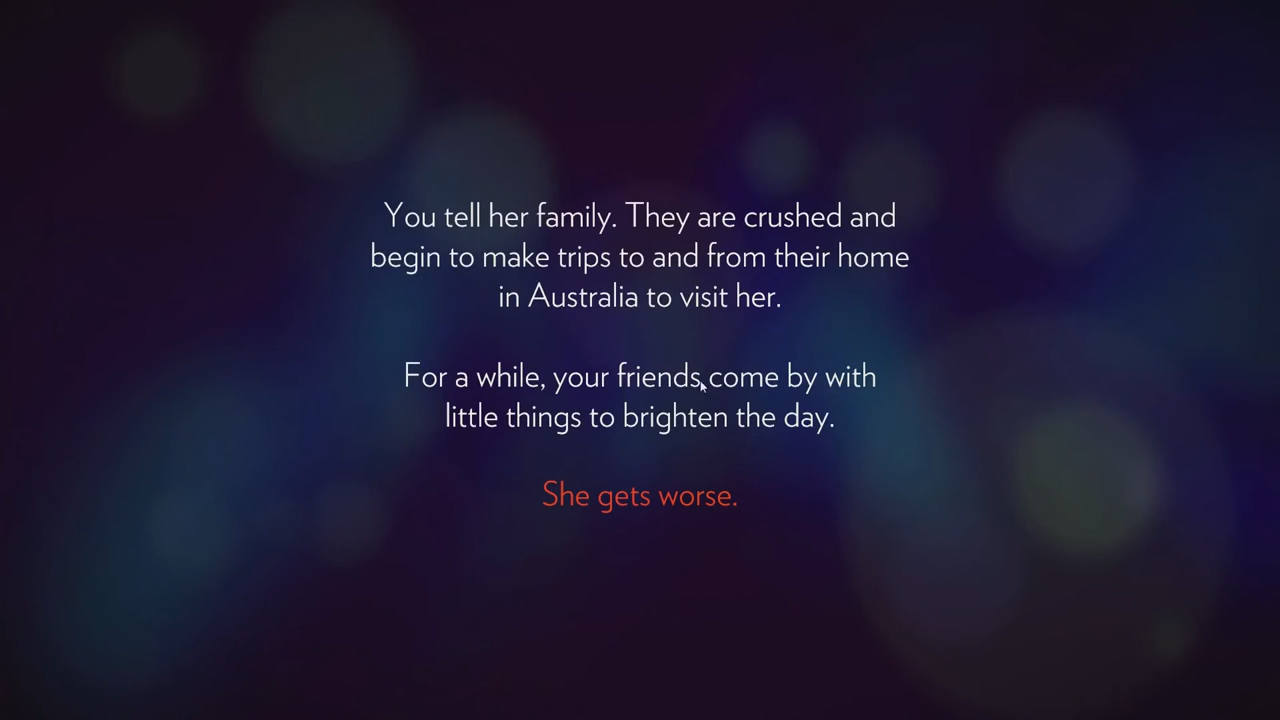 You tell her family. They are crushed and
begin to make trips to and from their home
in Australia to visit her.
For a while, your friends come by with
little things to brighten the day.
She gets worse.